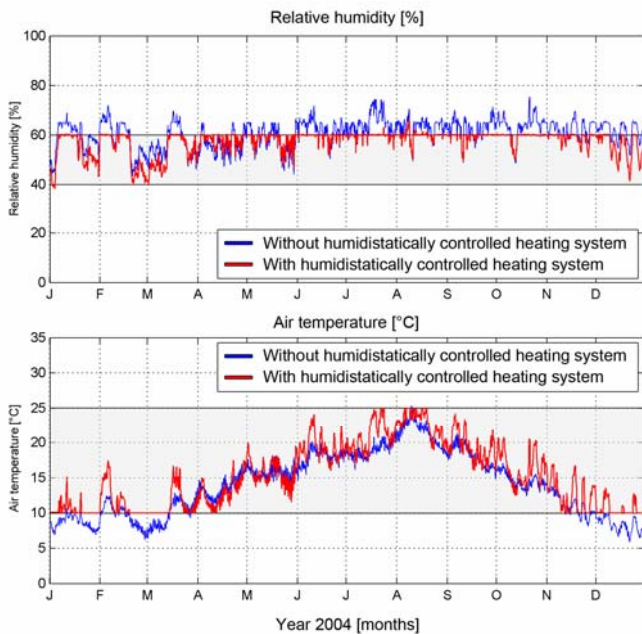 Relative humidity [%]
100
80
60
40
60
0
Relative humidity [%]
Without humidistatically controlled heating system
With humidistatically controlled heating system
J F M A M J J A S O N D
Air temperature [°C]
35
30
25
20
15
10
5
0
Air temperature [°C]
Without humidistatically controlled heating system
With humidistatically controlled heating system
J F M A M J J A S O N D
Year 2004 [months]